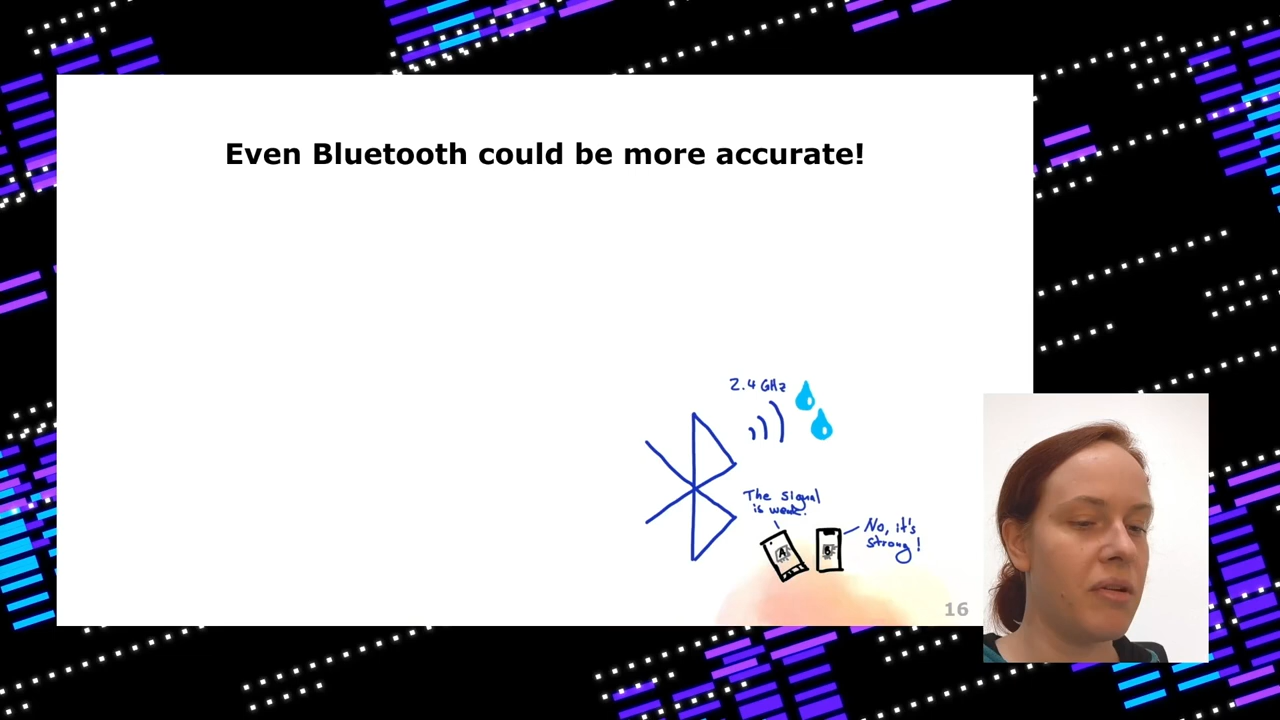 Even Bluetooth could be more accurate!
2.4 GHz
The signal
is weak.
No, it's
strong!
A
B
16